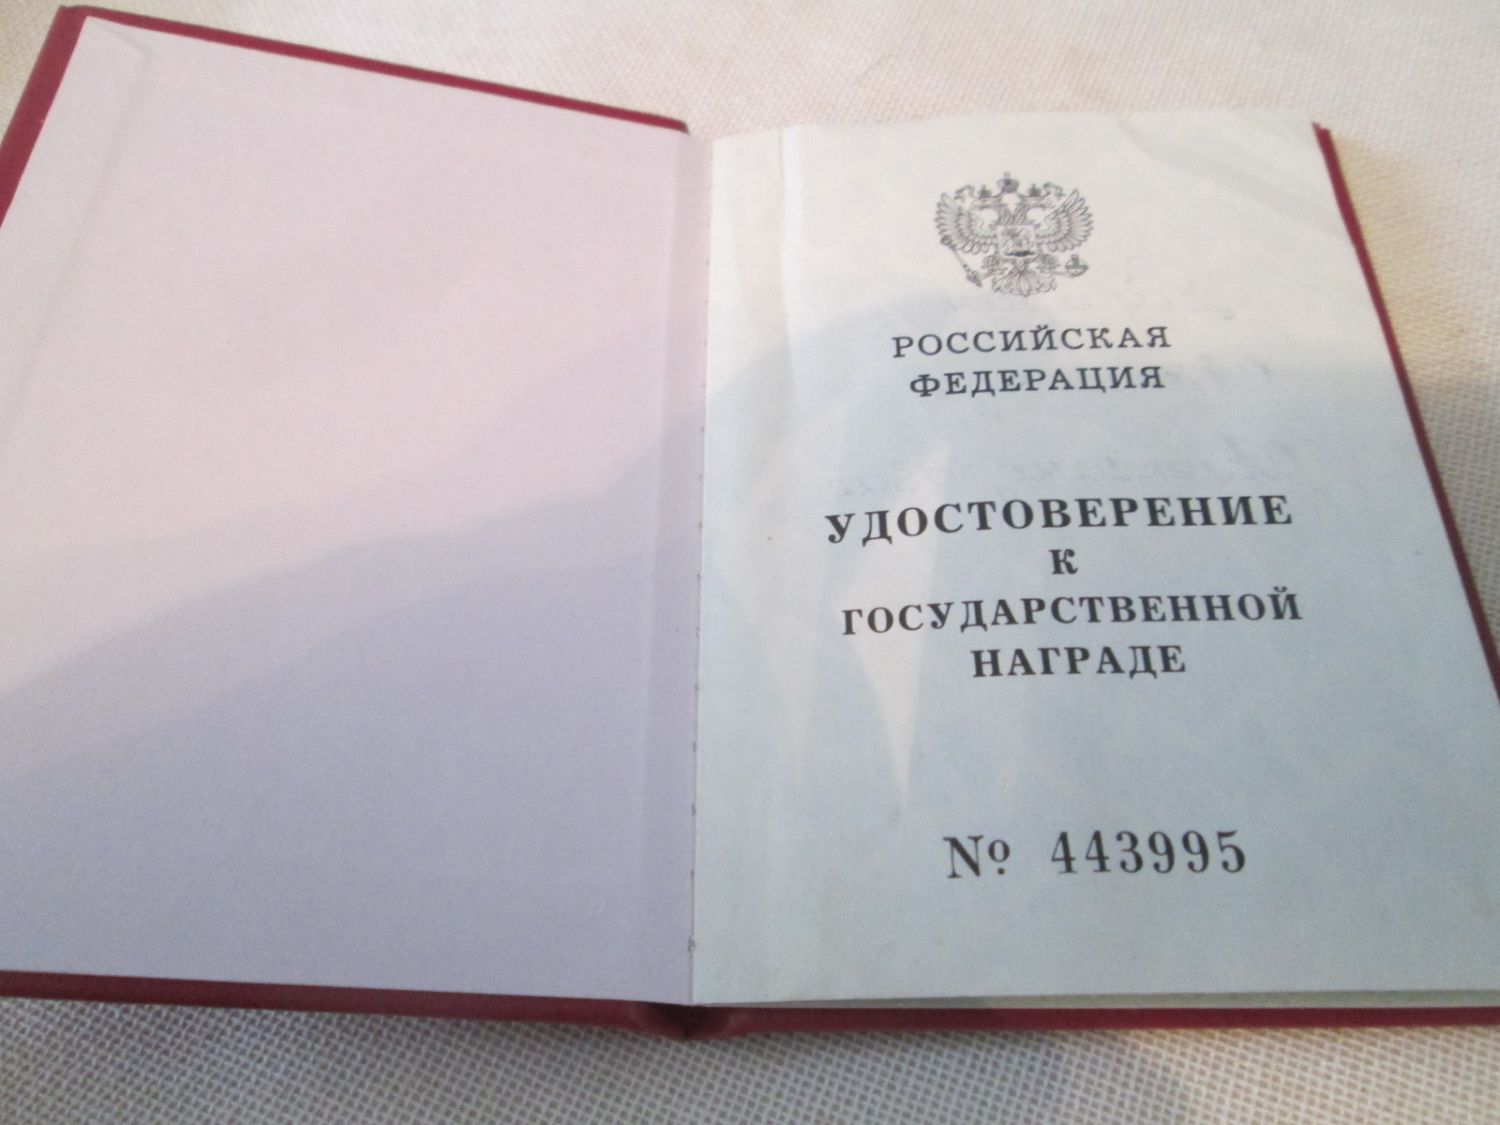 РОССИЙСКАЯ
ФЕДЕРАЦИЯ
УДОСТОВЕРЕНИЕ
К
ГОСУДАРСТВЕННОЙ
НАГРАДЕ
№ 443995